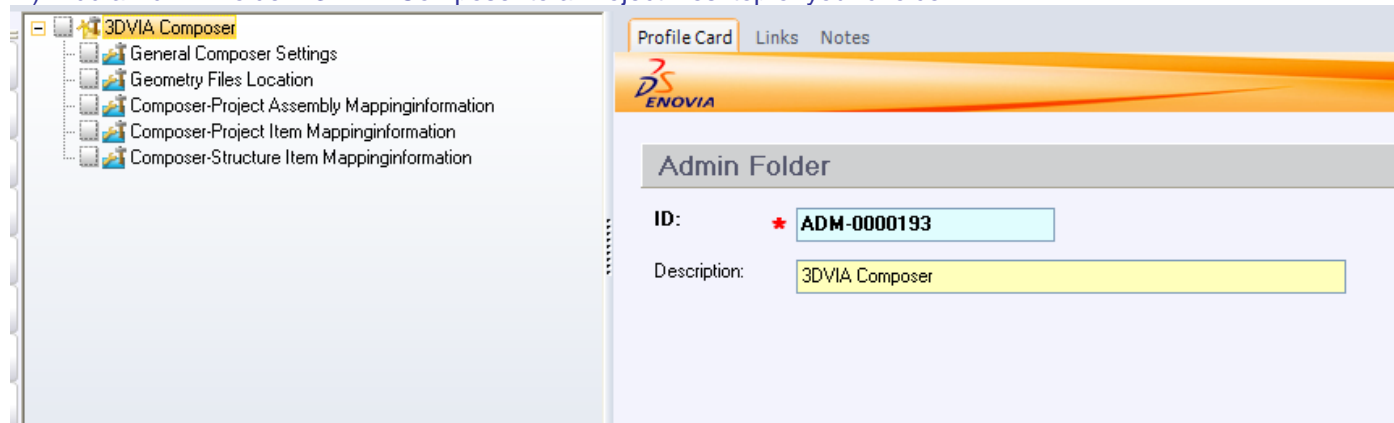 3DVIA Composer
General Composer Settings
Geometry Files Location
Composer-Project Assembly Mappinginformation
Composer-Project Item Mappinginformation
Composer-Structure Item Mappinginformation
Profile Card Links Notes
ENOVIA
Admin Folder
ID: * ADM-0000193
Description: 3DVIA Composer